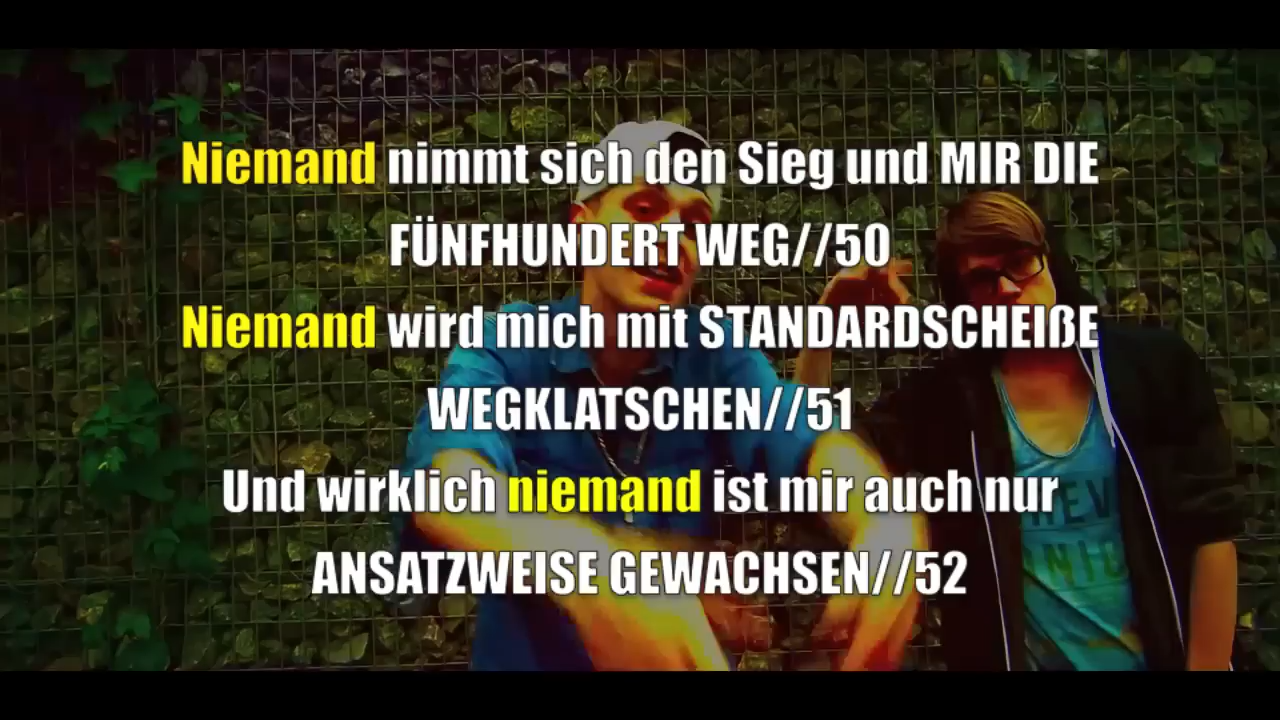 Niemand nimmt sich den Sieg und MIR DIE
FÜNFHUNDERT WEG//50
Niemand wird mich mit STANDARDSCHEIßE
WEGKLATSCHEN//51
Und wirklich niemand ist mir auch nur
ANSATZWEISE GEWACHSEN//52